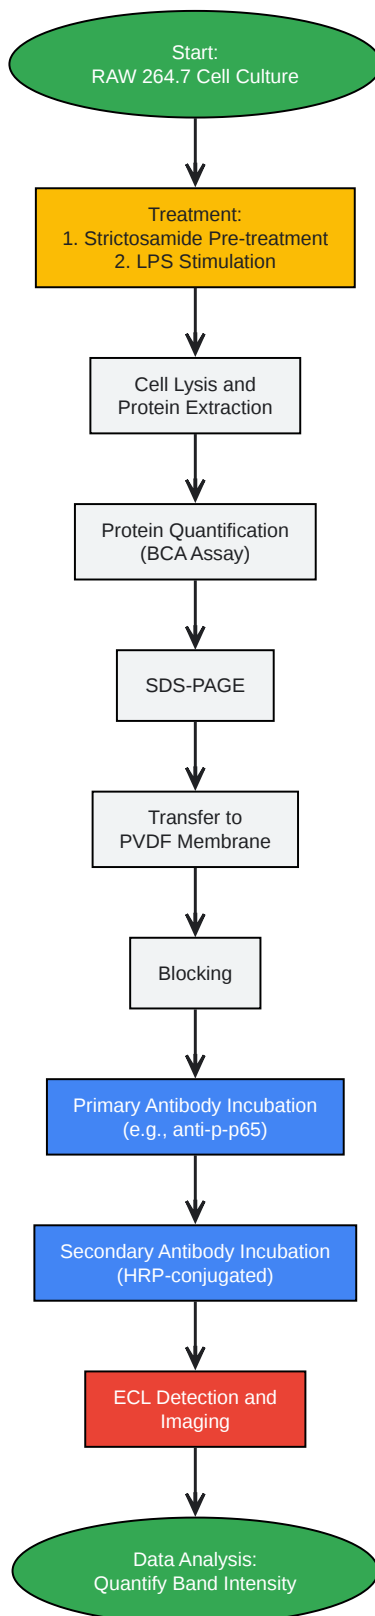 Start:
RAW 264.7 Cell Culture
Treatment:
1. Strictosamide Pre-treatment
2. LPS Stimulation
Cell Lysis and
Protein Extraction
Protein Quantification
(BCA Assay)
SDS-PAGE
Transfer to
PVDF Membrane
Blocking
Primary Antibody Incubation
(e.g., anti-p-p65)
Secondary Antibody Incubation
(HRP-conjugated)
ECL Detection and
Imaging
Data Analysis:
Quantify Band Intensity